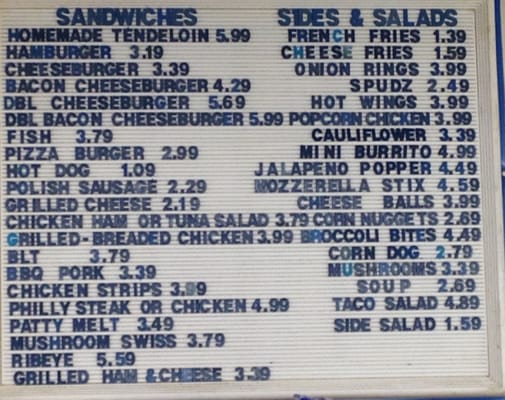 SANDWICHES SIDES & SALADS
HOMEMADE TENDELOIN 5.99 FRENCH FRIES 1.39
HAMBURGER 3.19 CHEESE FRIES 1.59
CHEESEBURGER 3.39 ONION RINGS 3.99
BACON CHEESEBURGER 4.29 SPUDZ 2.49
DBL CHEESEBURGER 5.69 HOT WINGS 3.99
DBL BACON CHEESEBURGER 5.99 POPCORN CHICKEN 3.99
FISH 3.79 CAULIFLOWER 3.39
PIZZA BURGER 2.99 MINI BURRITO 4.99
HOT DOG 1.09 JALAPENO POPPER 4.49
POLISH SAUSAGE 2.29 MOZZERELLA STIX 4.59
GRILLED CHEESE 2.19 CHEESE BALLS 3.99
CHICKEN HAM OR TUNA SALAD 3.79 CORN NUGGETS 2.69
GRILLED-BREADED CHICKEN 3.99 BROCCOLI BITES 4.49
BLT 3.79 CORN DOG 2.79
BBQ PORK 3.39 MUSHROOMS 3.39
CHICKEN STRIPS 3.99 SOUP 2.69
PHILLY STEAK OR CHICKEN 4.99 TACO SALAD 4.89
PATTY MELT 3.49 SIDE SALAD 1.59
MUSHROOM SWISS 3.79
RIBEYE 5.59
GRILLED HAM & CHEESE 3.39